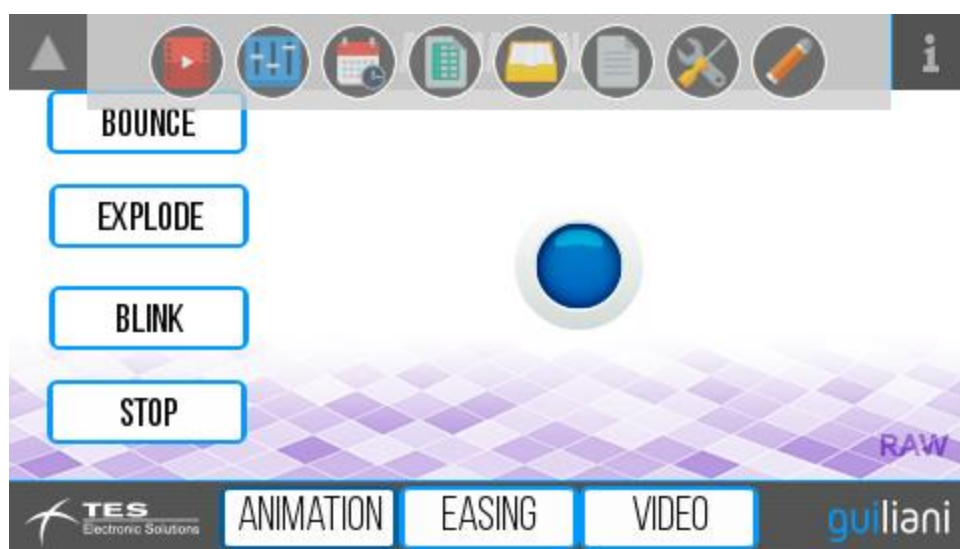 BOUNCE
EXPLODE
BLINK
STOP
RAW
TES
Electronic Solutions
ANIMATION
EASING
VIDEO
guiliani